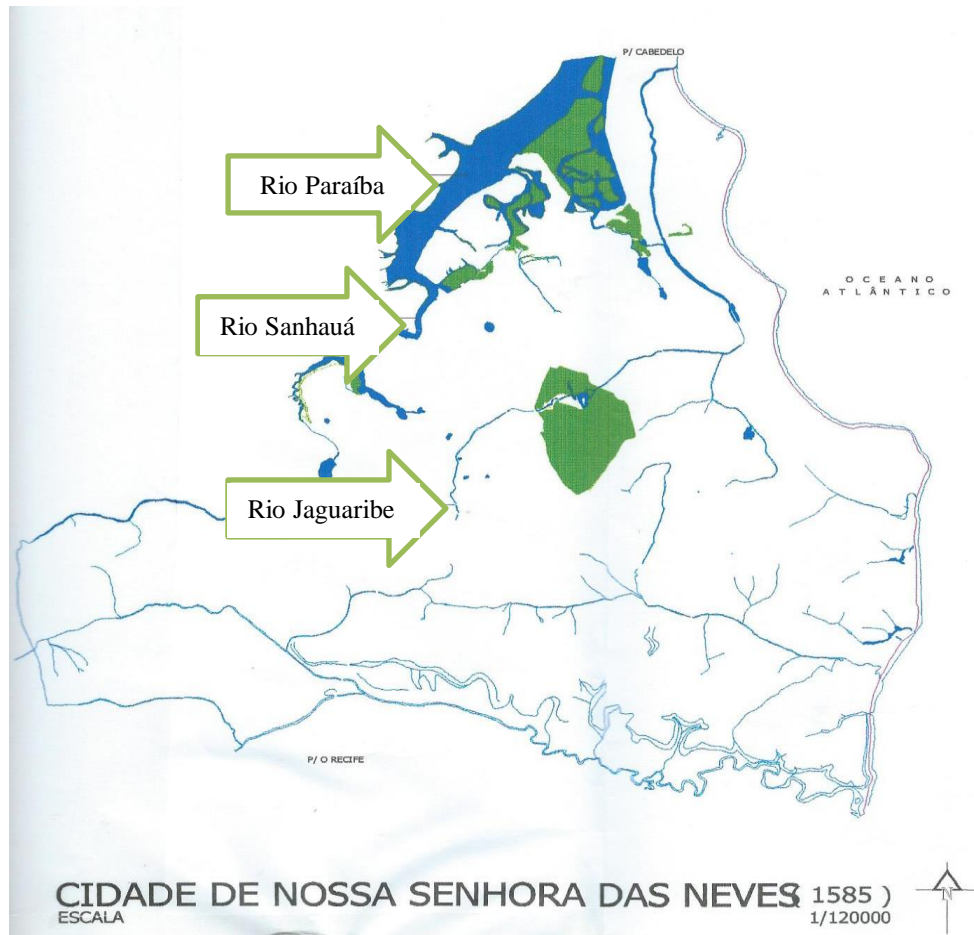 P/ CABEDELO
Rio Paraíba
OCEANO
ATLÂNTICO
Rio Sanhauá
Rio Jaguaribe
P/ O RECIFE
CIDADE DE NOSSA SENHORA DAS NEVES ( 1585 )
ESCALA
1/120000
N